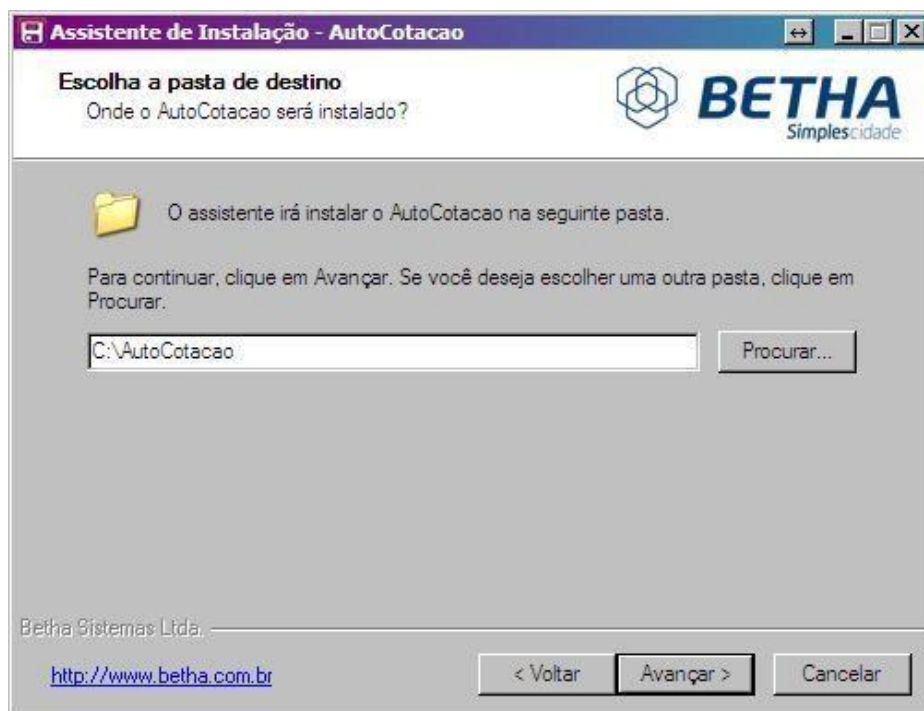 Assistente de Instalação - AutoCotacao
Escolha a pasta de destino
Onde o AutoCotacao será instalado?
BETHA
Simplescidade
O assistente irá instalar o AutoCotacao na seguinte pasta.
Para continuar, clique em Avançar. Se você deseja escolher uma outra pasta, clique em
Procurar.
C:\AutoCotacao
Procurar...
Betha Sistemas Ltda.
http://www.betha.com.br
< Voltar
Avançar >
Cancelar